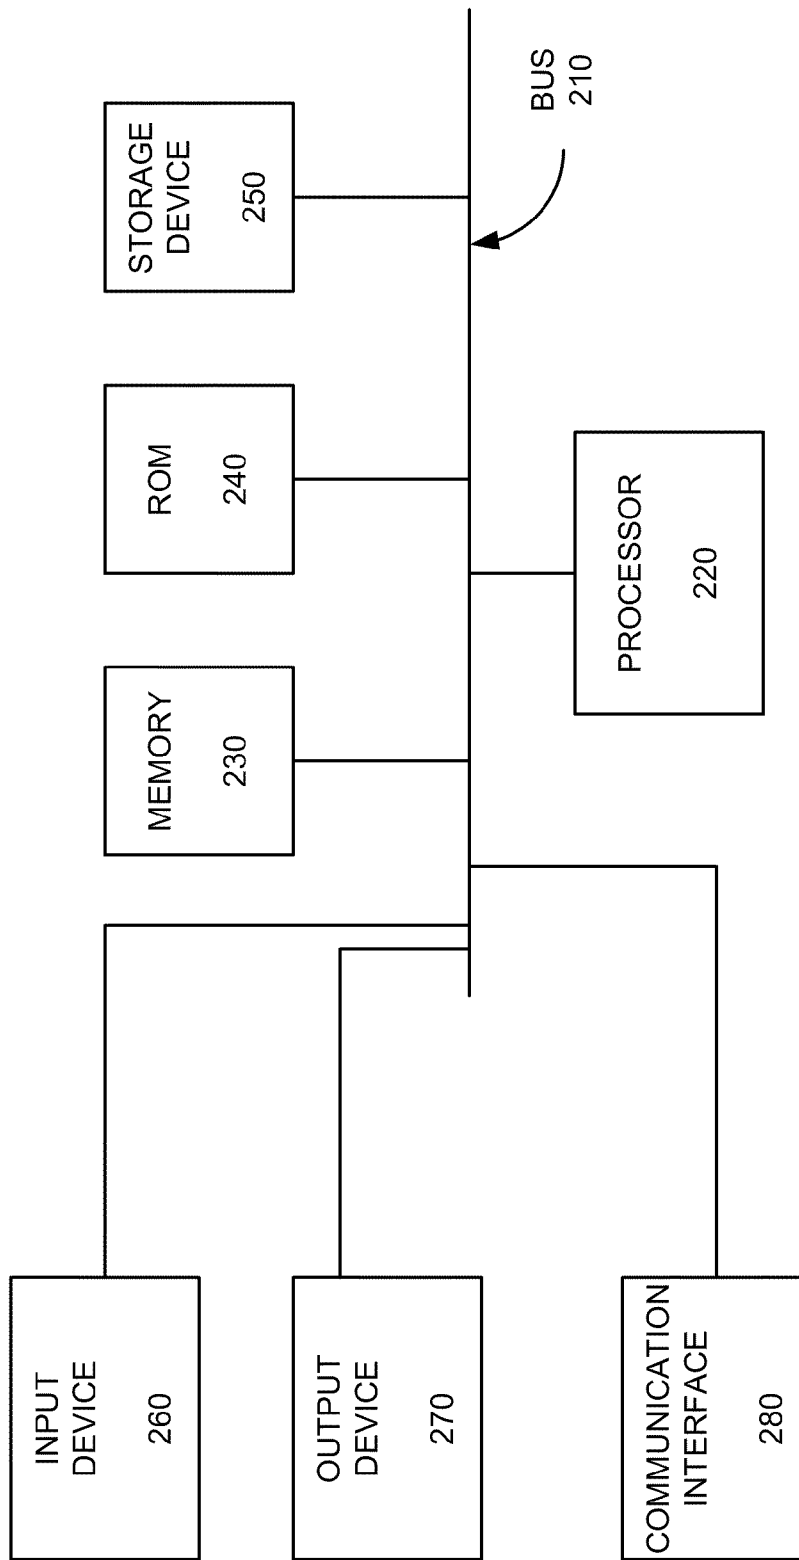 INPUT
DEVICE
260
OUTPUT
DEVICE
270
COMMUNICATION
INTERFACE
280
MEMORY
230
ROM
240
STORAGE
DEVICE
250
PROCESSOR
220
BUS
210